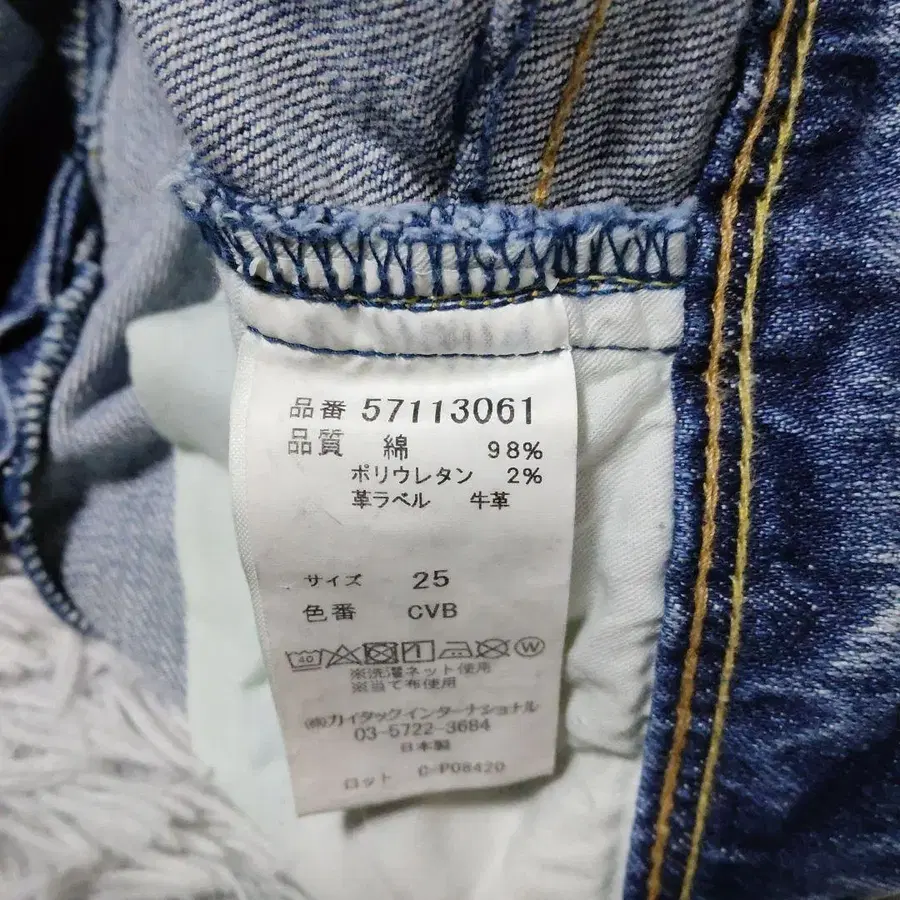 品番 57113061
品質 綿 98%
ポリウレタン 2%
革ラベル 牛革
サイズ 25
色番 CVB
40 W
※洗濯ネット使用
※当て布使用
㈱カイタックインターナショナル
03-5722-3684
日本製
ロット C-P08420